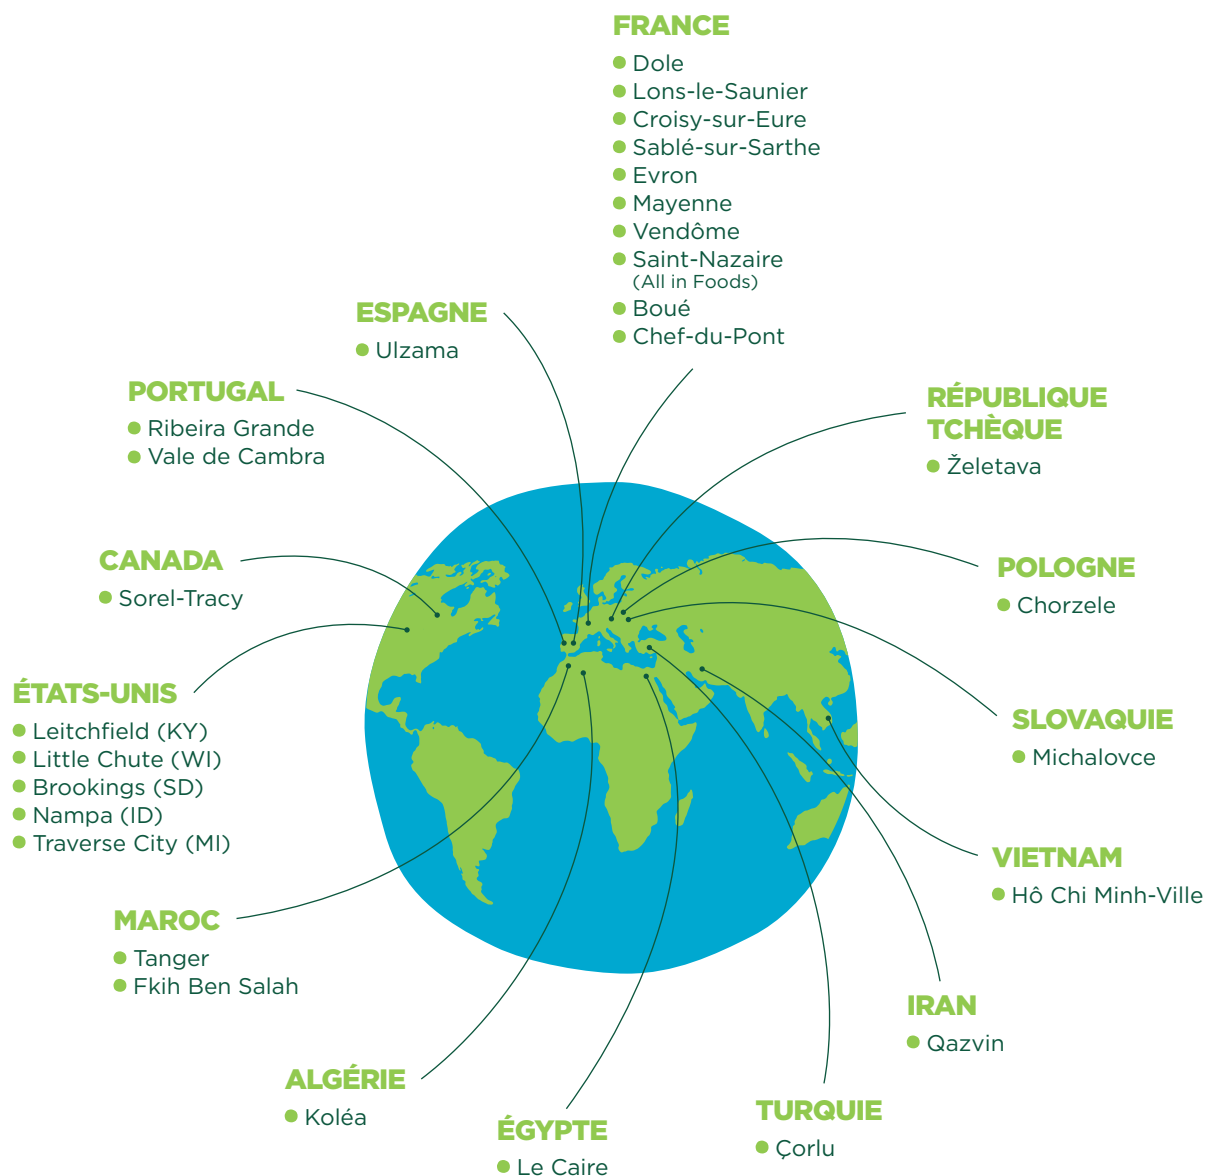 FRANCE
Dole
Lons-le-Saunier
Croisy-sur-Eure
Sablé-sur-Sarthe
Evron
Mayenne
Vendôme
Saint-Nazaire
(All in Foods)
Boué
Chef-du-Pont
ESPAGNE
Ulzama
PORTUGAL
Ribeira Grande
Vale de Cambra
RÉPUBLIQUE
TCHÈQUE
Želetava
CANADA
Sorel-Tracy
POLOGNE
Chorzele
ÉTATS-UNIS
Leitchfield (KY)
Little Chute (WI)
Brookings (SD)
Nampa (ID)
Traverse City (MI)
SLOVAQUIE
Michalovce
VIETNAM
Hô Chi Minh-Ville
MAROC
Tanger
Fkih Ben Salah
IRAN
Qazvin
ALGÉRIE
Koléa
ÉGYPTE
Le Caire
TURQUIE
Çorlu